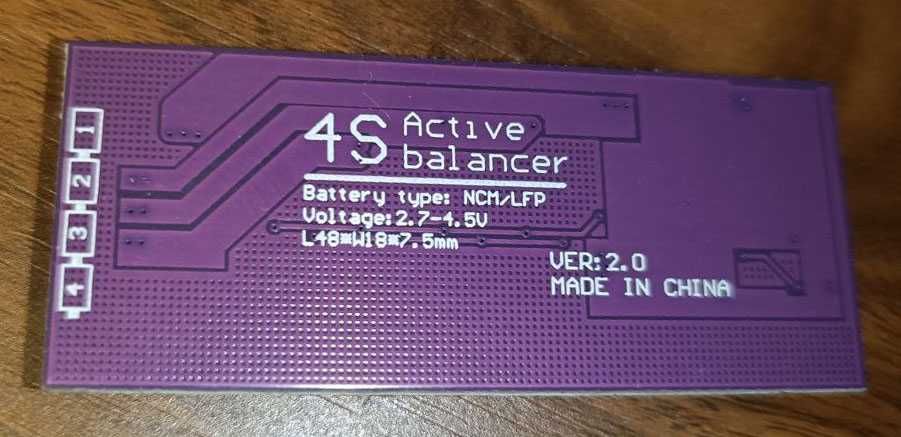 1
2
3
4
4S Active balancer
Battery type: NCM/LFP
Voltage:2.7-4.5V
L48*W18*7.5mm
VER:2.0
MADE IN CHINA